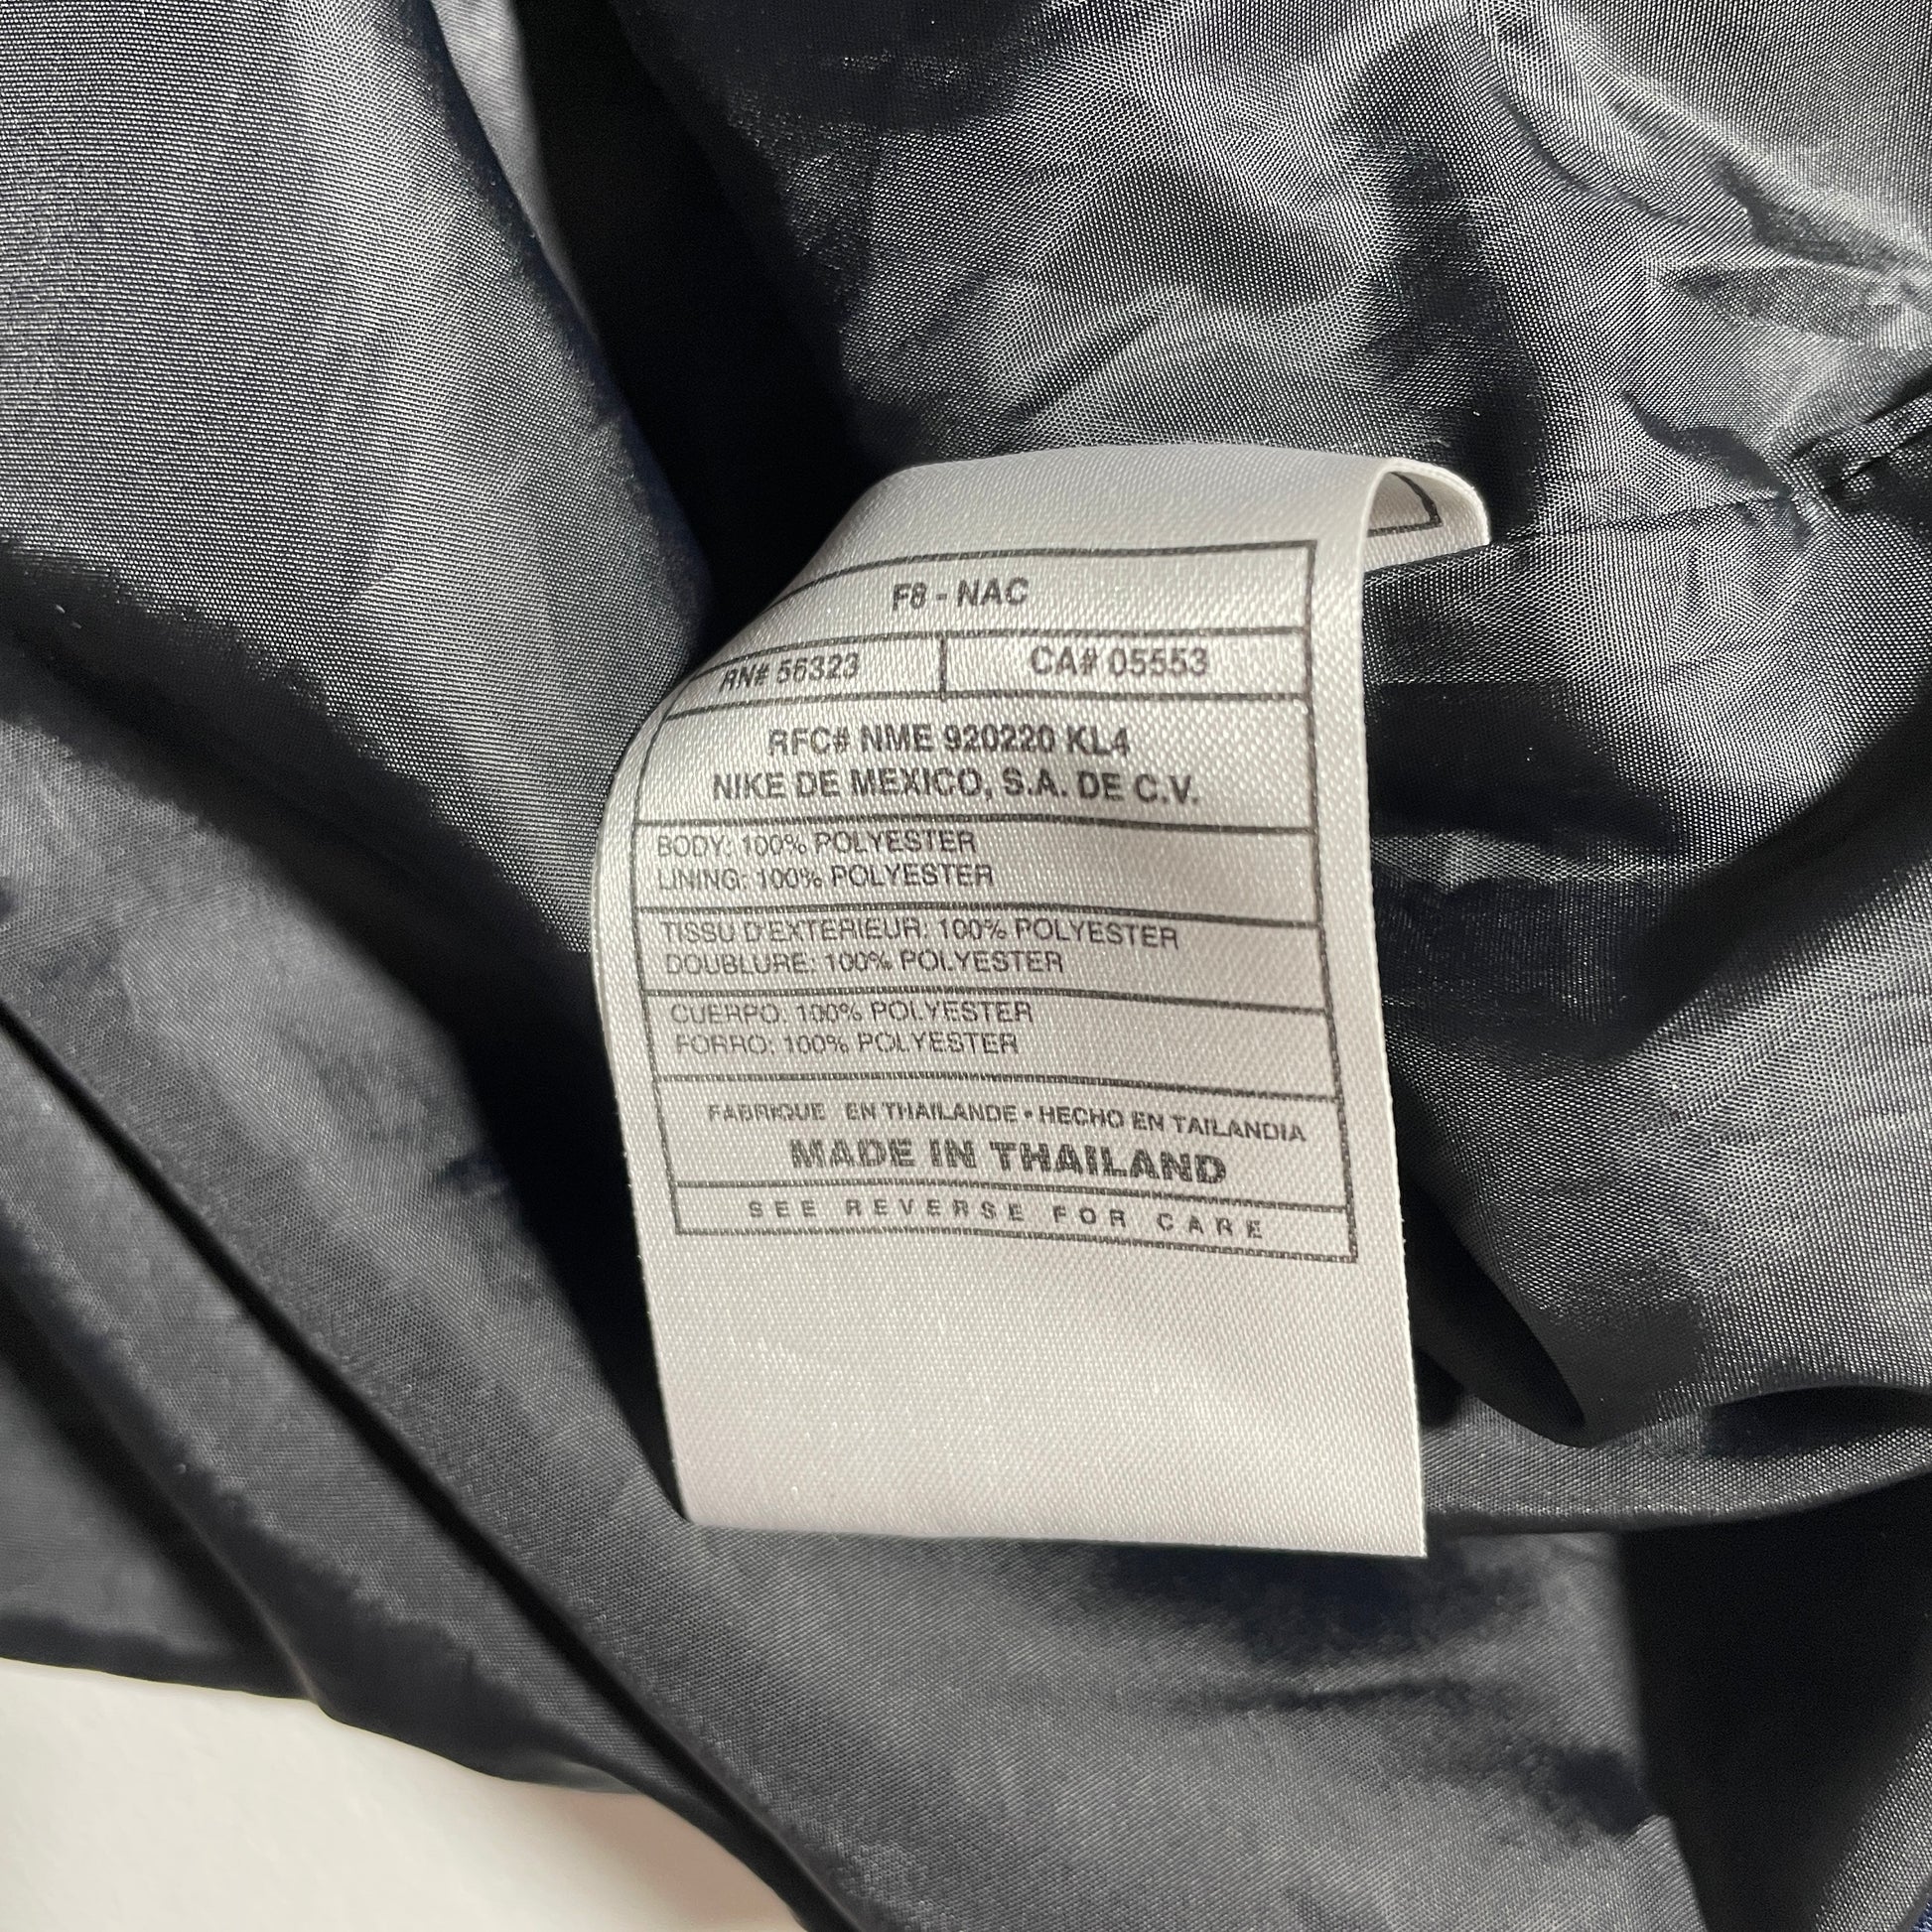 F8 - NAC
RN# 56323
CA# 05553
RFC# NME 920220 KL4
NIKE DE MEXICO, S.A. DE C.V.
BODY: 100% POLYESTER
LINING: 100% POLYESTER
TISSU D'EXTERIEUR: 100% POLYESTER
DOUBLURE: 100% POLYESTER
CUERPO: 100% POLYESTER
FORRO: 100% POLYESTER
FABRIQUE EN THAILANDE • HECHO EN TAILANDIA
MADE IN THAILAND
SEE REVERSE FOR CARE